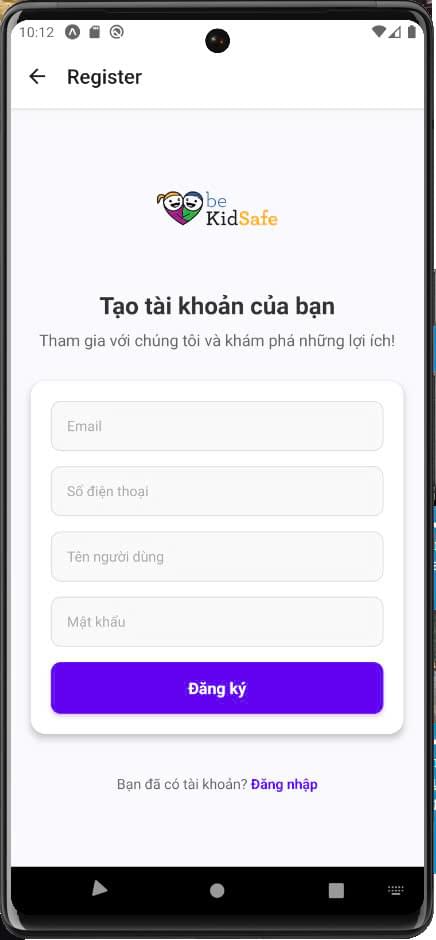 10:12
Register
be
KidSafe
Tạo tài khoản của bạn
Tham gia với chúng tôi và khám phá những lợi ích!
Email
Số điện thoại
Tên người dùng
Mật khẩu
Đăng ký
Bạn đã có tài khoản? Đăng nhập